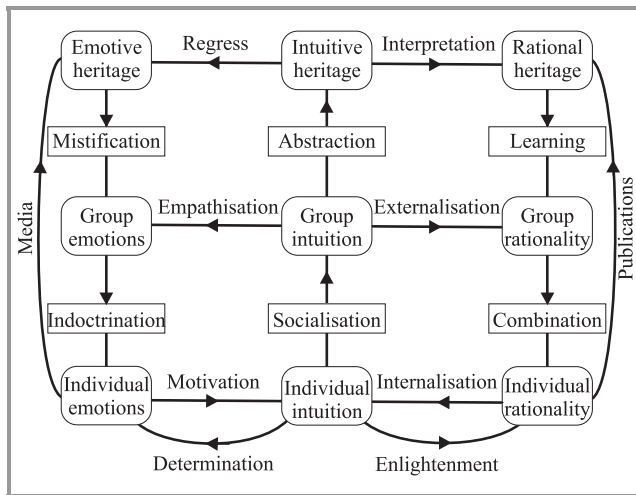 Emotive
heritage
Regress
Intuitive
heritage
Interpretation
Rational
heritage
Mistification
Abstraction
Learning
Media
Publications
Group
emotions
Empathisation
Group
intuition
Externalisation
Group
rationality
Indoctrination
Socialisation
Combination
Individual
emotions
Motivation
Individual
intuition
Internalisation
Individual
rationality
Determination
Enlightenment